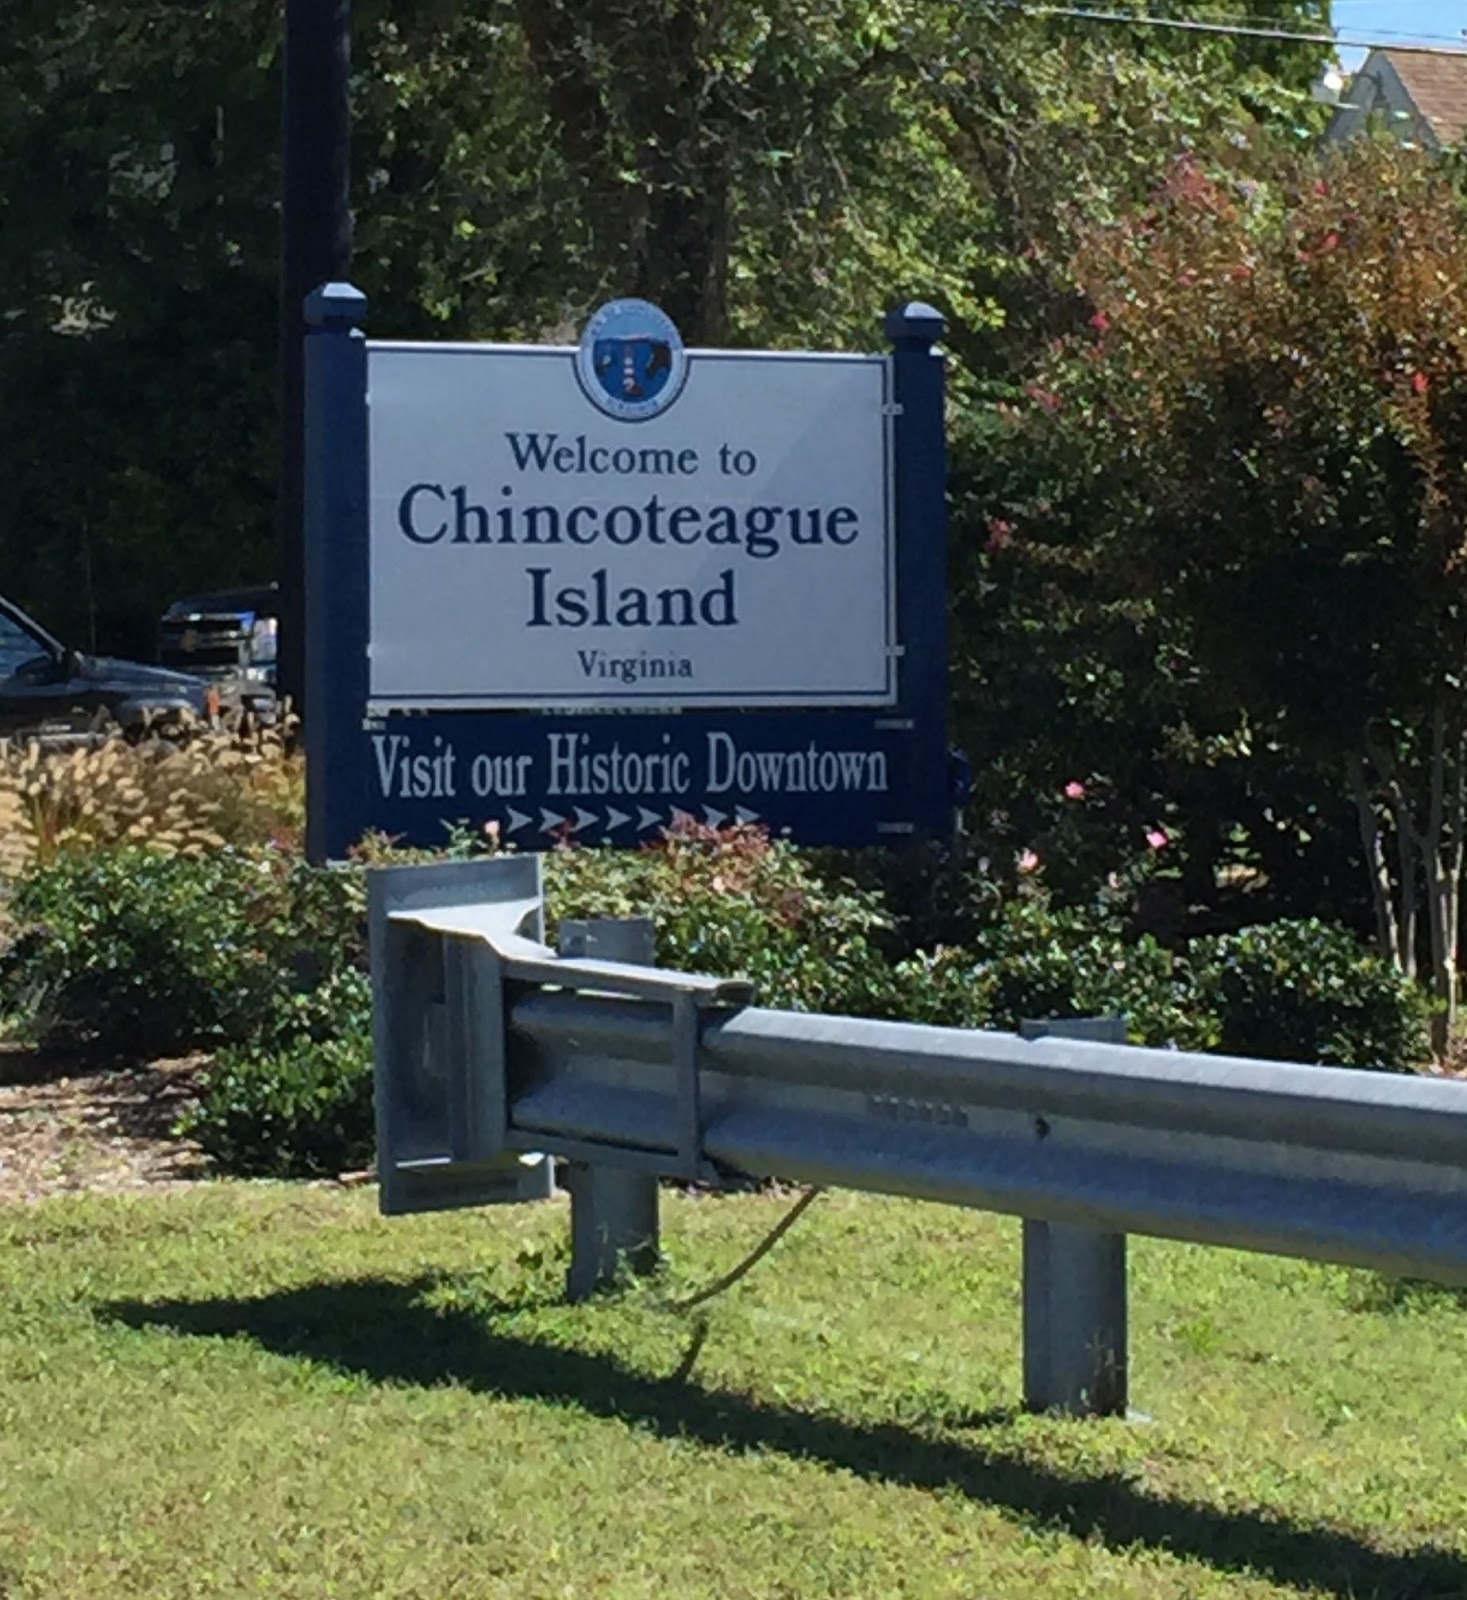 Welcome to
Chincoteague
Island
Virginia
Visit our Historic Downtown